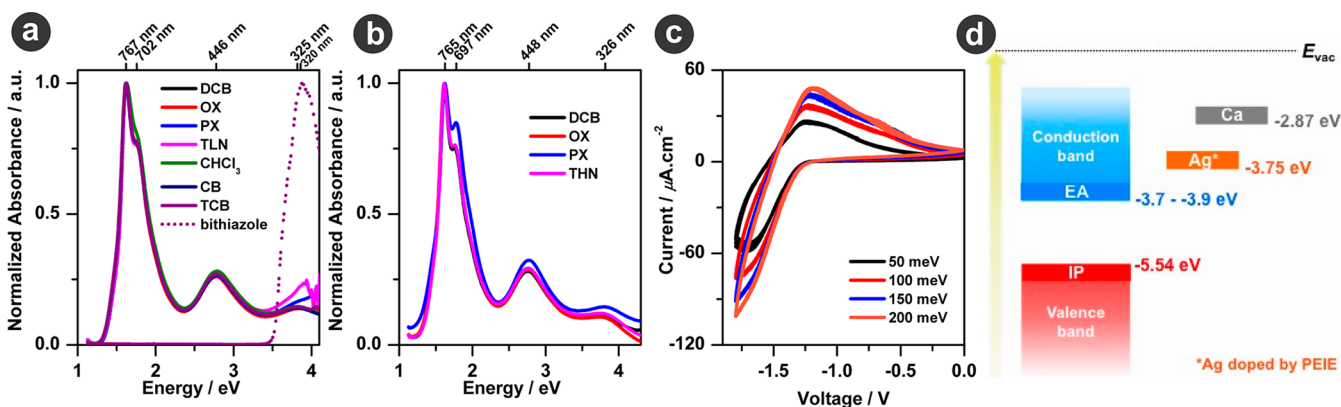 a
767 nm
702 nm
446 nm
325 nm
320 nm
Normalized Absorbance / a.u.
1.0
0.5
0.0
DCB
OX
PX
TLN
CHCl₃
CB
TCB
bithiazole
1 2 3 4
Energy / eV
b
765 nm
697 nm
448 nm
326 nm
Normalized Absorbance / a.u.
1.0
0.5
0.0
DCB
OX
PX
THN
1 2 3 4
Energy / eV
c
Current / µA.cm⁻²
60
0
-60
-120
50 meV
100 meV
150 meV
200 meV
-1.5 -1.0 -0.5 0.0
Voltage / V
d
Evac
Conduction
band
EA
-3.7 - -3.9 eV
Ca
-2.87 eV
Ag*
-3.75 eV
IP
-5.54 eV
Valence
band
*Ag doped by PEIE